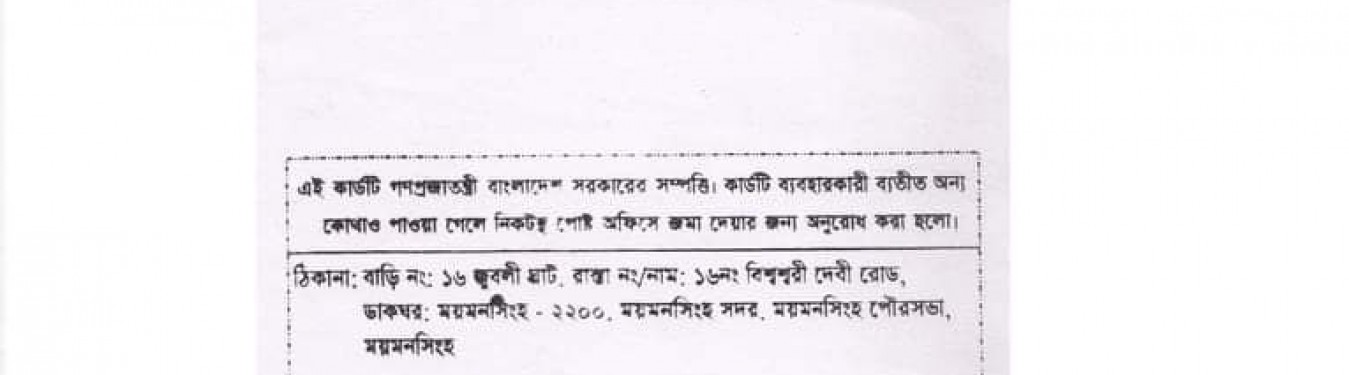 এই কার্ডটি গণপ্রজাতন্ত্রী বাংলাদেশ সরকারের সম্পত্তি। কার্ডটি ব্যবহারকারী ব্যতীত অন্য
কোথাও পাওয়া গেলে নিকটস্থ পোষ্ট অফিসে জমা দেয়ার জন্য অনুরোধ করা হলো।
ঠিকানা: বাড়ি নং: ১৬ জুবলী ঘাট, রাস্তা নং/নাম: ১৬নং বিশ্বেশ্বরী দেবী রোড,
ডাকঘর: ময়মনসিংহ - ২২০০, ময়মনসিংহ সদর, ময়মনসিংহ পৌরসভা,
ময়মনসিংহ